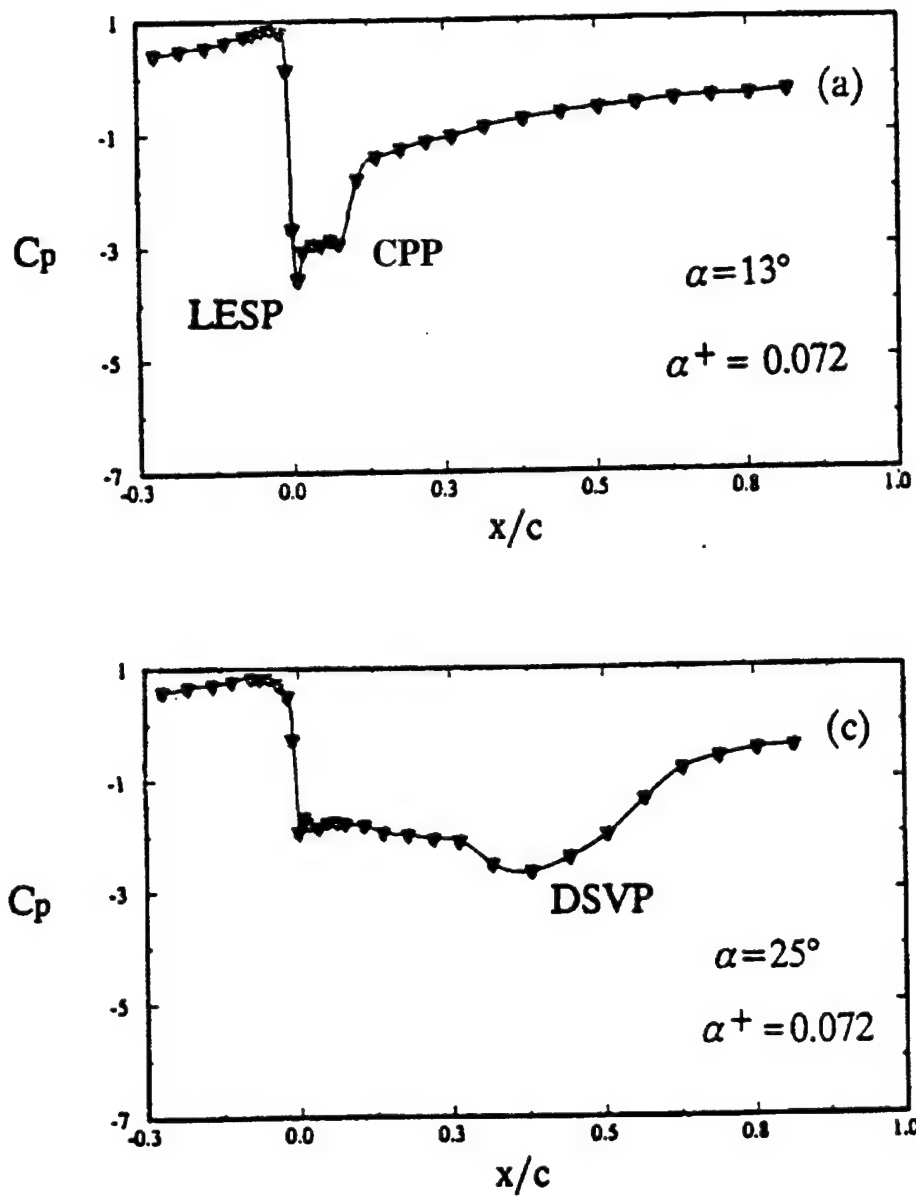 1
(a)
-1
Cp
-3
CPP
α=13°
LESP
-5
α+ = 0.072
-7
-0.3 0.0 0.3 0.5 0.8 1.0
x/c
1
(c)
-1
Cp
-3
DSVP
α=25°
-5
α+ =0.072
-7
-0.3 0.0 0.3 0.5 0.8 1.0
x/c